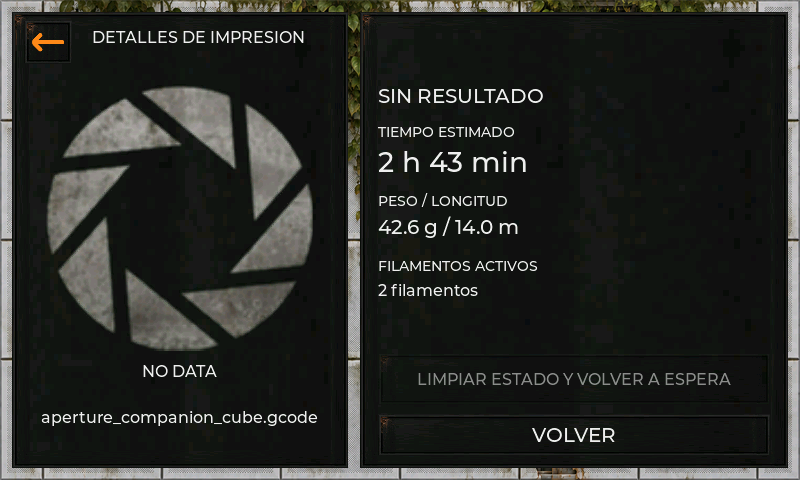 DETALLES DE IMPRESION
NO DATA
aperture_companion_cube.gcode
SIN RESULTADO
TIEMPO ESTIMADO
2 h 43 min
PESO / LONGITUD
42.6 g / 14.0 m
FILAMENTOS ACTIVOS
2 filamentos
LIMPIAR ESTADO Y VOLVER A ESPERA
VOLVER